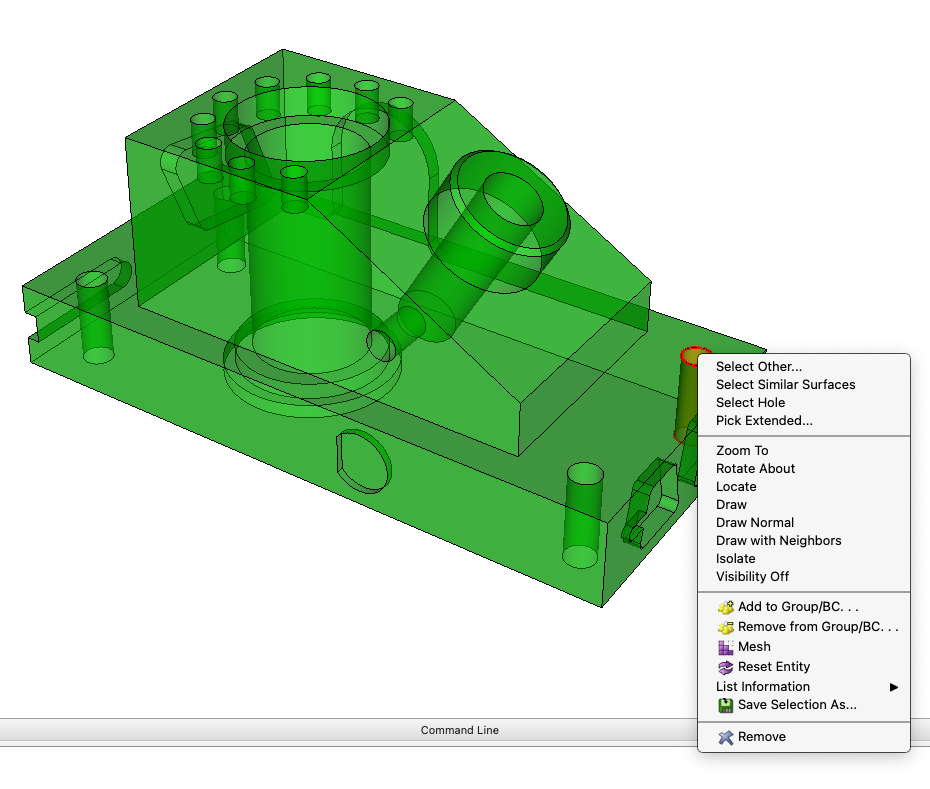 Select Other...
Select Similar Surfaces
Select Hole
Pick Extended...
Zoom To
Rotate About
Locate
Draw
Draw Normal
Draw with Neighbors
Isolate
Visibility Off
Add to Group/BC. . .
Remove from Group/BC. . .
Mesh
Reset Entity
List Information
Save Selection As...
Command Line
Remove